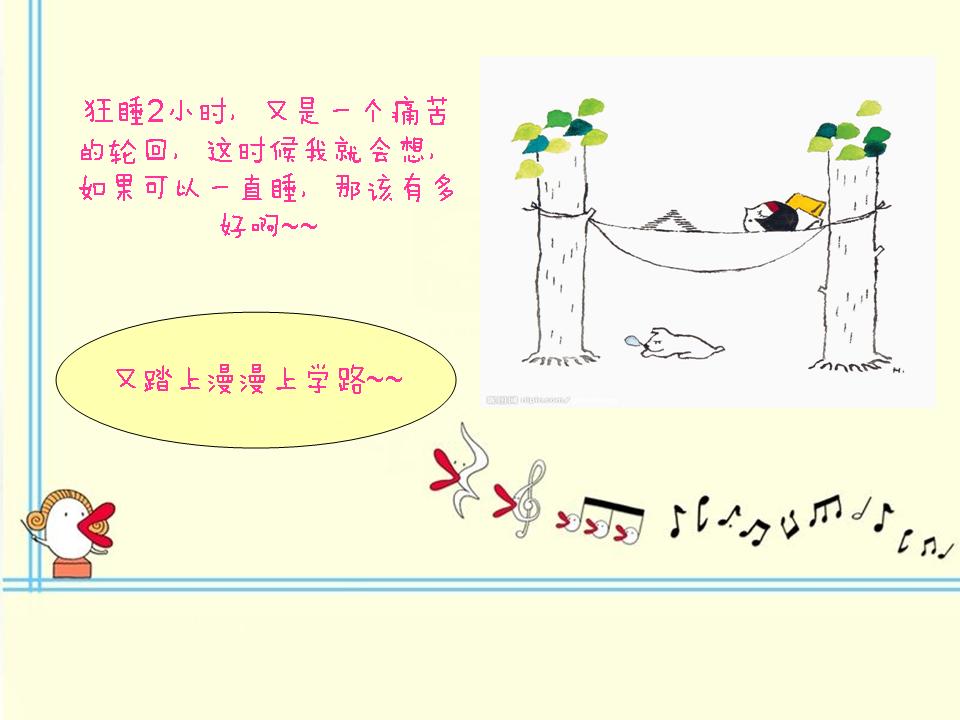 狂睡2小时，又是一个痛苦
的轮回，这时候我就会想，
如果可以一直睡，那该有多
好啊~~
又踏上漫漫上学路~~
nipic.com/
H.